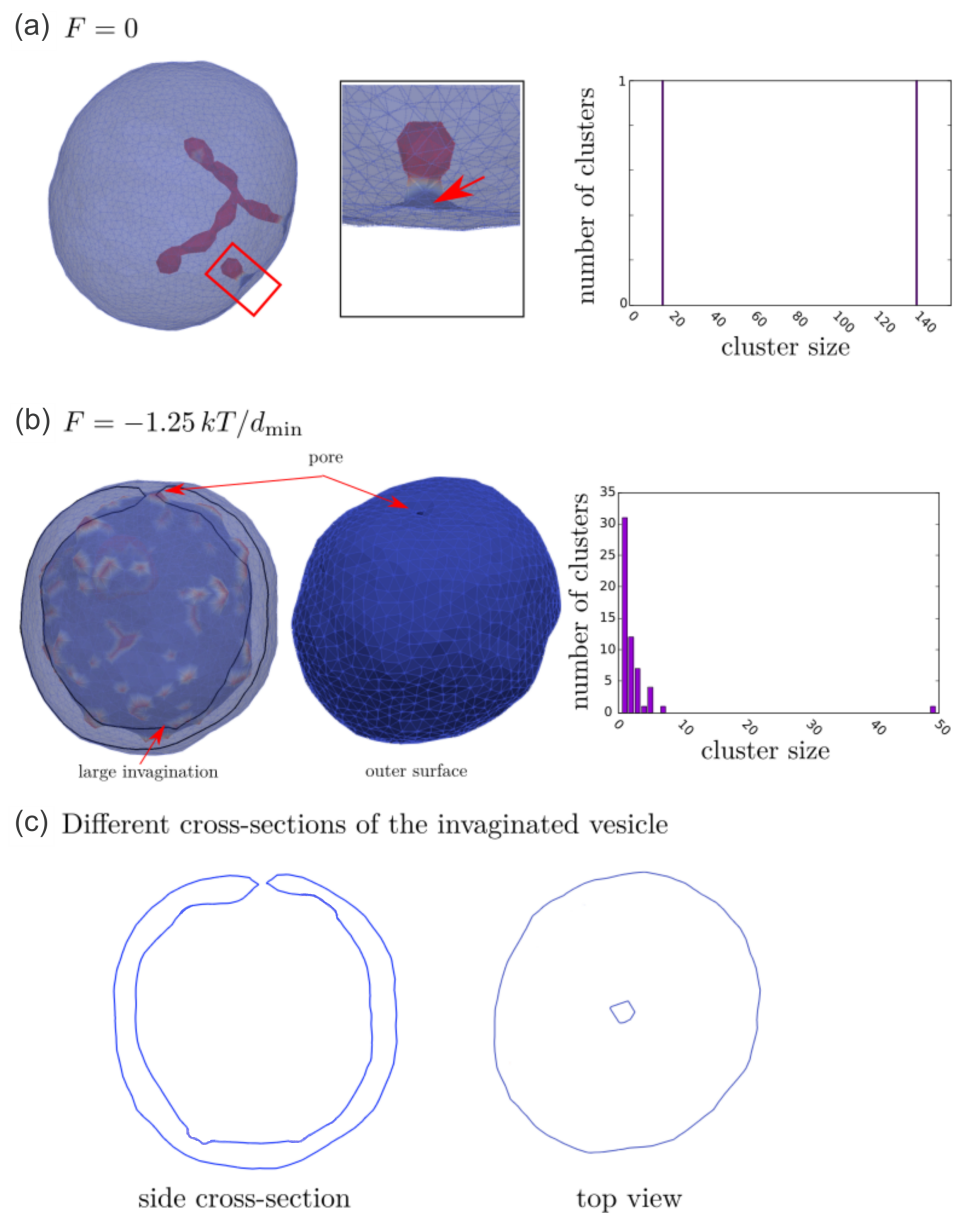 (a) F = 0
number of clusters
1
0
0 20 40 60 80 100 120 140
cluster size
(b) F = −1.25 kT/d_min
pore
large invagination
outer surface
number of clusters
35
30
25
20
15
10
5
0
0 10 20 30 40 50
cluster size
(c) Different cross-sections of the invaginated vesicle
side cross-section
top view